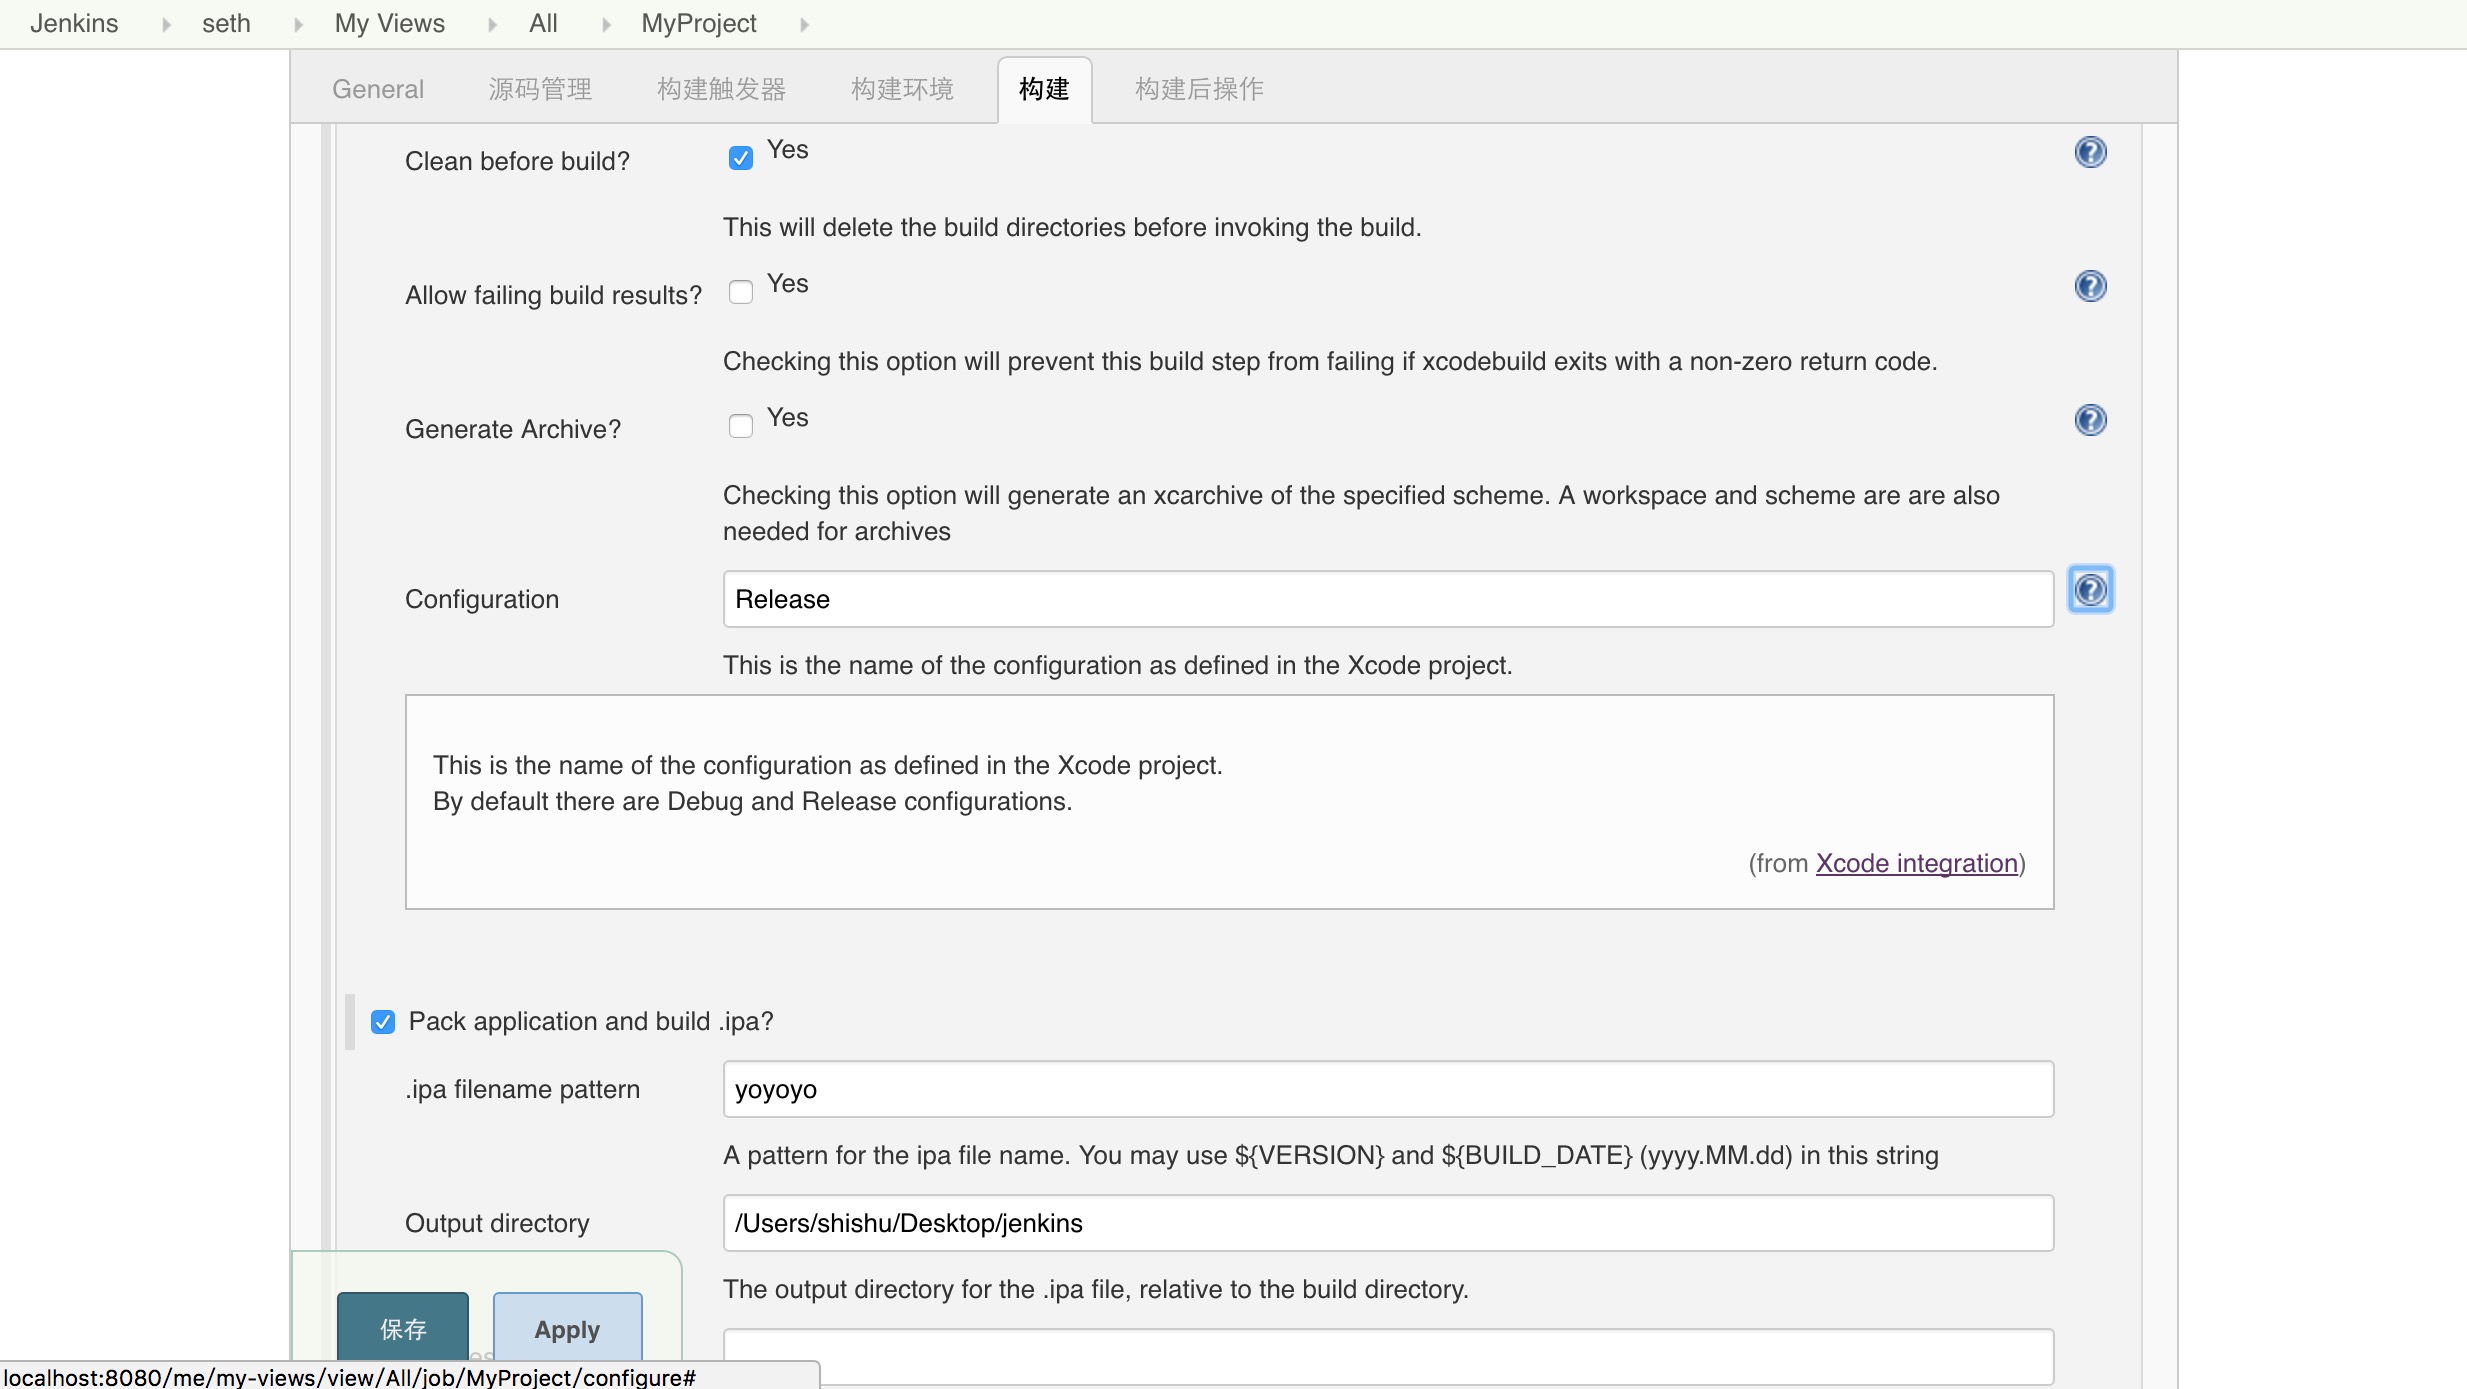 Jenkins seth My Views All MyProject
General 源码管理 构建触发器 构建环境 构建 构建后操作
Clean before build? Yes
This will delete the build directories before invoking the build.
Allow failing build results? Yes
Checking this option will prevent this build step from failing if xcodebuild exits with a non-zero return code.
Generate Archive? Yes
Checking this option will generate an xcarchive of the specified scheme. A workspace and scheme are are also
needed for archives
Configuration Release
This is the name of the configuration as defined in the Xcode project.
This is the name of the configuration as defined in the Xcode project.
By default there are Debug and Release configurations.
(from Xcode integration)
Pack application and build .ipa?
.ipa filename pattern yoyoyo
A pattern for the ipa file name. You may use ${VERSION} and ${BUILD_DATE} (yyyy.MM.dd) in this string
Output directory /Users/shishu/Desktop/jenkins
The output directory for the .ipa file, relative to the build directory.
保存 Apply
localhost:8080/me/my-views/view/All/job/MyProject/configure#